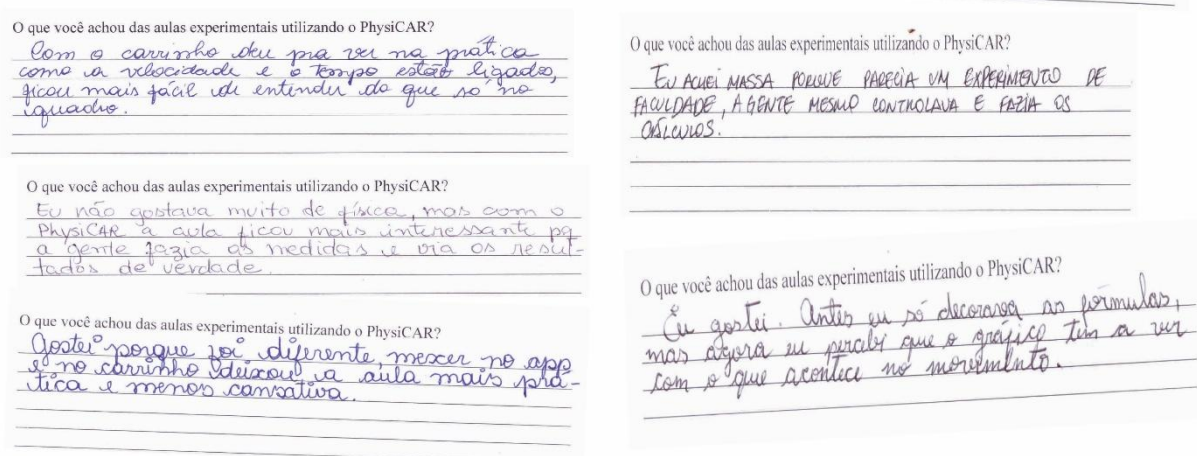 O que você achou das aulas experimentais utilizando o PhysiCAR?
Com o carrinho deu pra ver na prática
como a velocidade e o tempo estão ligados,
ficou mais fácil de entender do que só no
quadro.
O que você achou das aulas experimentais utilizando o PhysiCAR?
Eu não gostava muito de física, mas com o
PhysiCAR a aula ficou mais interessante pq
a gente fazia as medidas e via os resul-
tados de verdade.
O que você achou das aulas experimentais utilizando o PhysiCAR?
Gostei porque foi diferente, mexer no app
e no carrinho deixou a aula mais prá-
tica e menos cansativa.
O que você achou das aulas experimentais utilizando o PhysiCAR?
EU ACHEI MASSA PORQUE PARECIA UM EXPERIMENTO DE
FACULDADE, A GENTE MESMO CONTROLAVA E FAZIA OS
CÁLCULOS.
O que você achou das aulas experimentais utilizando o PhysiCAR?
Eu gostei. Antes eu só decorava as fórmulas,
mas agora eu percebi que o gráfico tem a ver
com o que acontece no movimento.